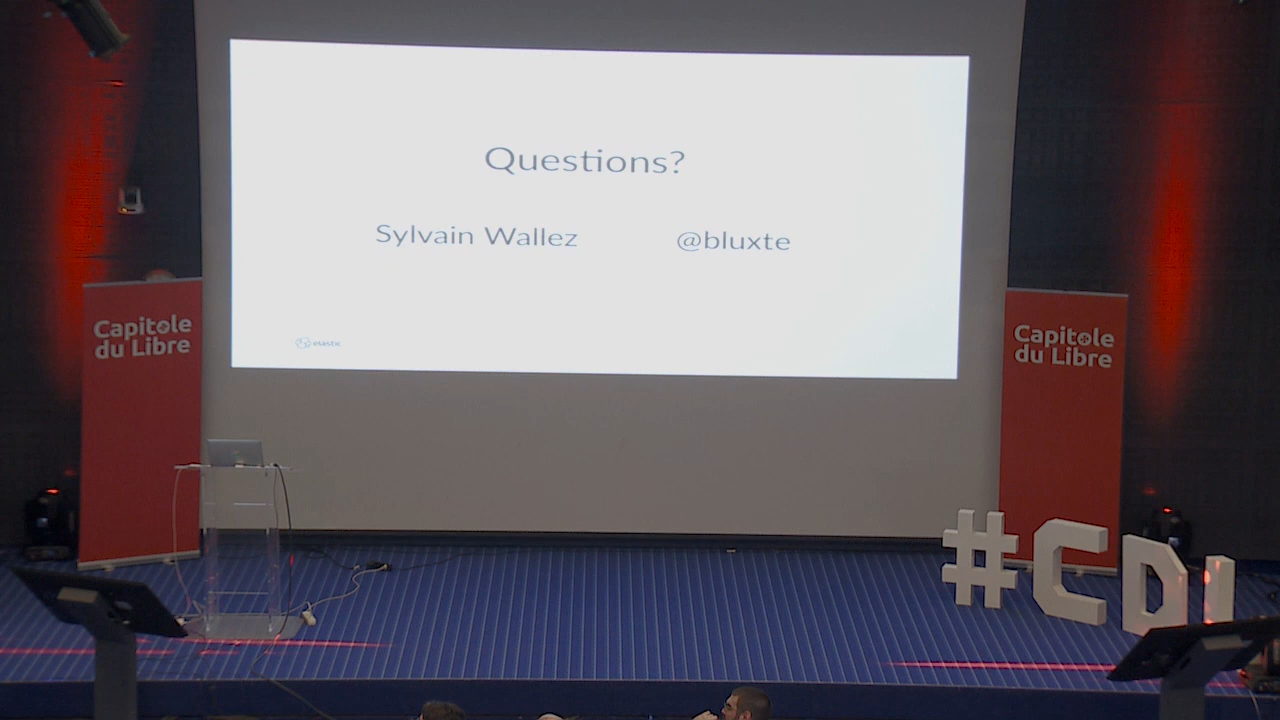 Questions?
Sylvain Wallez @bluxte
elastic
Capitole
du Libre
Capitole
du Libre
#CDL